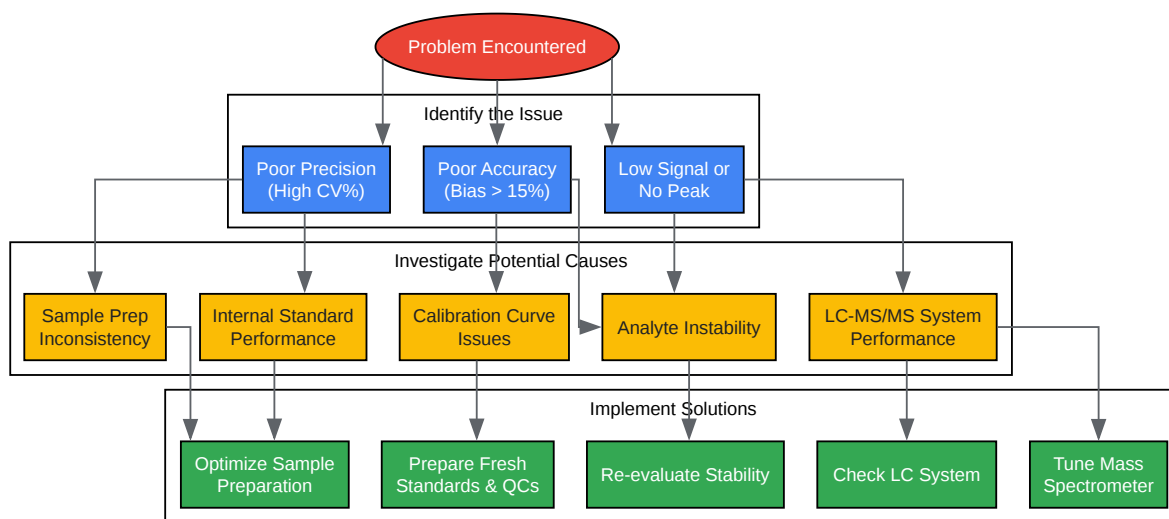 Problem Encountered
Identify the Issue
Poor Precision
(High CV%)
Poor Accuracy
(Bias > 15%)
Low Signal or
No Peak
Investigate Potential Causes
Sample Prep
Inconsistency
Internal Standard
Performance
Calibration Curve
Issues
Analyte Instability
LC-MS/MS System
Performance
Implement Solutions
Optimize Sample
Preparation
Prepare Fresh
Standards & QCs
Re-evaluate Stability
Check LC System
Tune Mass
Spectrometer